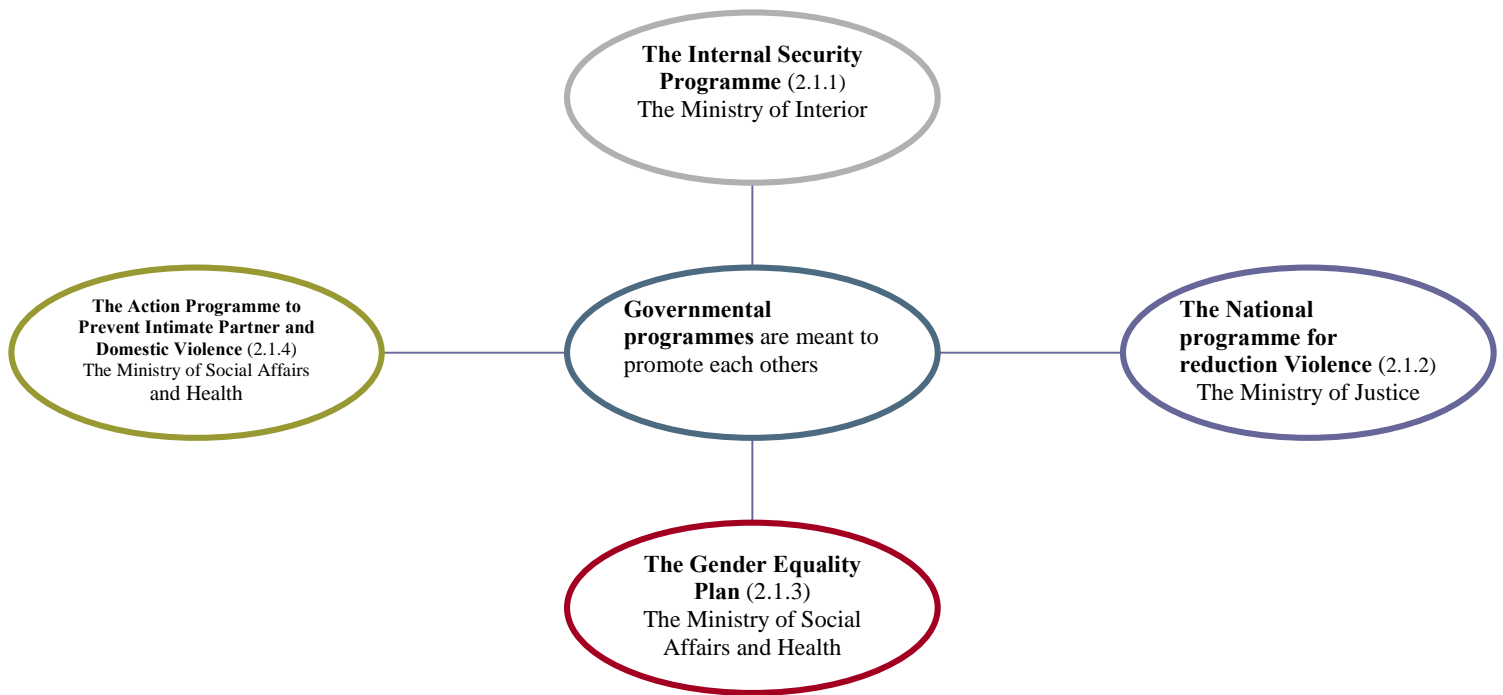 The Internal Security
Programme (2.1.1)
The Ministry of Interior
The Action Programme to
Prevent Intimate Partner and
Domestic Violence (2.1.4)
The Ministry of Social Affairs
and Health
Governmental
programmes are meant to
promote each others
The National
programme for
reduction Violence (2.1.2)
The Ministry of Justice
The Gender Equality
Plan (2.1.3)
The Ministry of Social
Affairs and Health